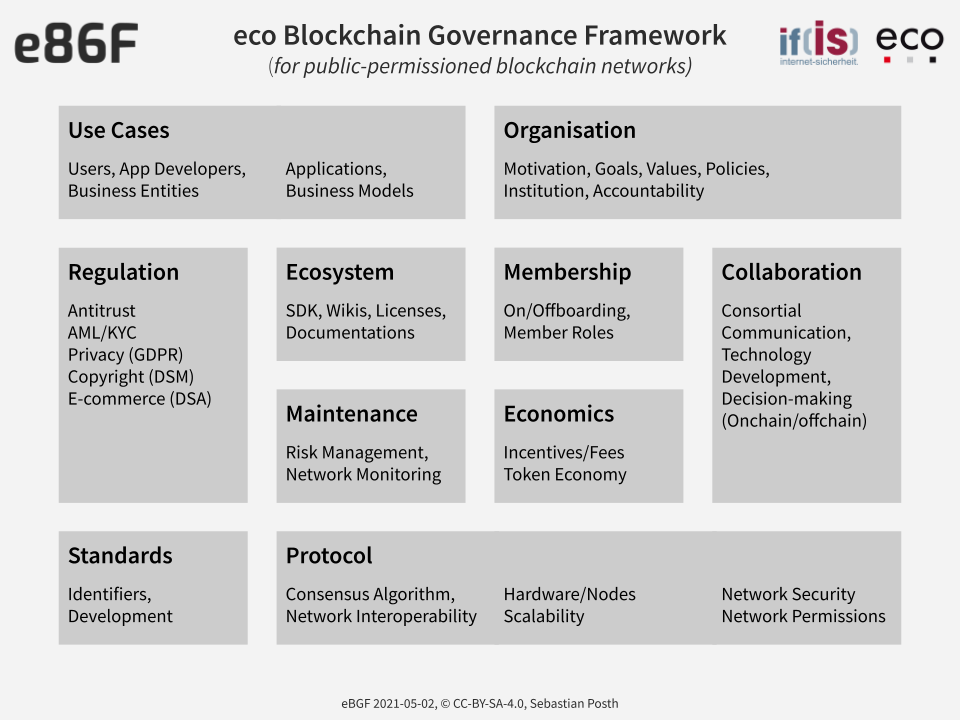 e86F
eco Blockchain Governance Framework
(for public-permissioned blockchain networks)
if(is)
internet-sicherheit.
eco
Use Cases
Users, App Developers,
Business Entities
Applications,
Business Models
Organisation
Motivation, Goals, Values, Policies,
Institution, Accountability
Regulation
Antitrust
AML/KYC
Privacy (GDPR)
Copyright (DSM)
E-commerce (DSA)
Ecosystem
SDK, Wikis, Licenses,
Documentations
Membership
On/Offboarding,
Member Roles
Collaboration
Consortial
Communication,
Technology
Development,
Decision-making
(Onchain/offchain)
Maintenance
Risk Management,
Network Monitoring
Economics
Incentives/Fees
Token Economy
Standards
Identifiers,
Development
Protocol
Consensus Algorithm,
Network Interoperability
Hardware/Nodes
Scalability
Network Security
Network Permissions
eBGF 2021-05-02, © CC-BY-SA-4.0, Sebastian Posth